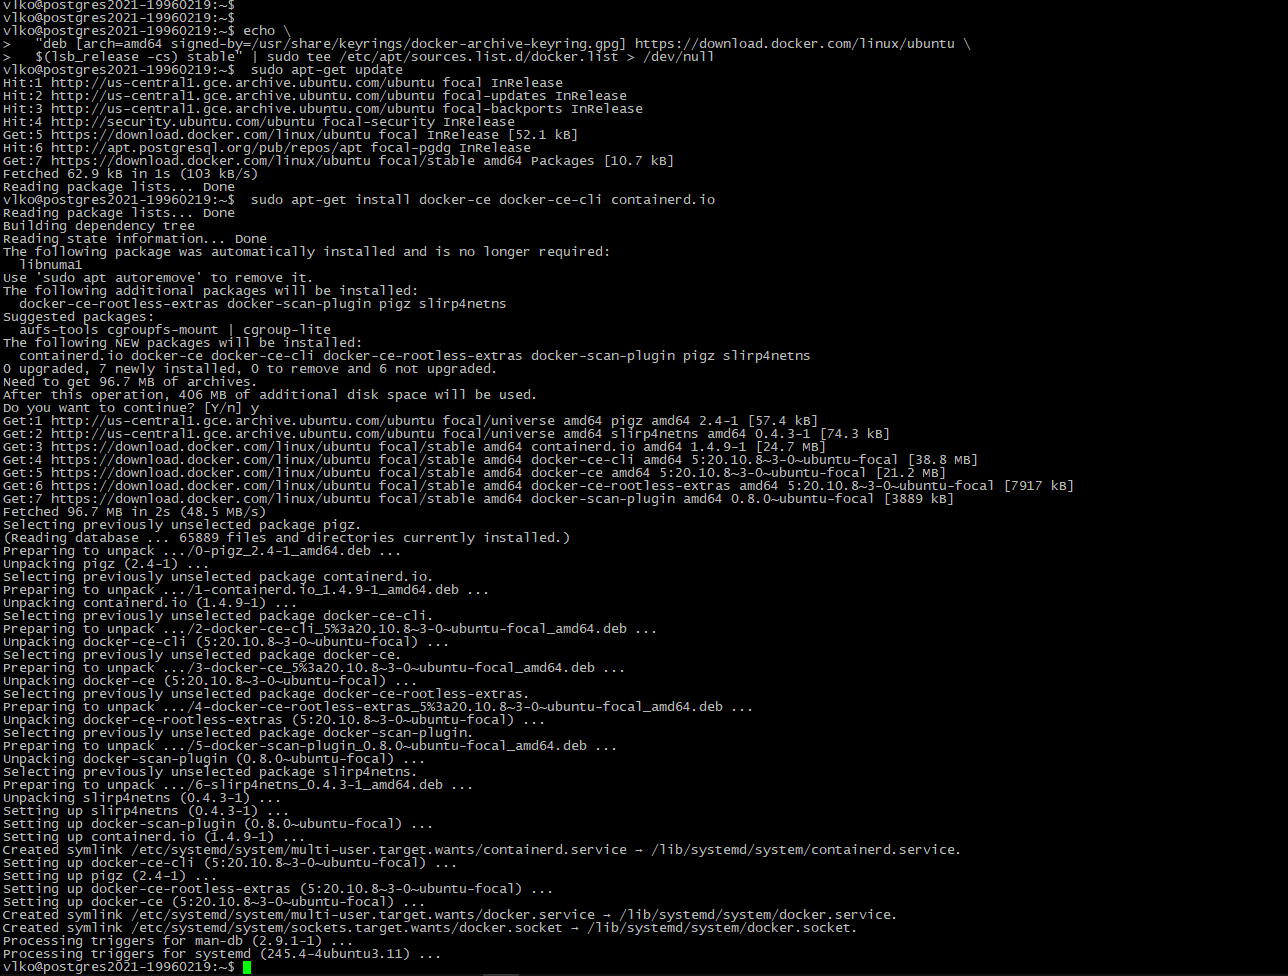 vlko@postgres2021-19960219:~$
vlko@postgres2021-19960219:~$
vlko@postgres2021-19960219:~$ echo \
>   "deb [arch=amd64 signed-by=/usr/share/keyrings/docker-archive-keyring.gpg] https://download.docker.com/linux/ubuntu \
>   $(lsb_release -cs) stable" | sudo tee /etc/apt/sources.list.d/docker.list > /dev/null
vlko@postgres2021-19960219:~$  sudo apt-get update
Hit:1 http://us-central1.gce.archive.ubuntu.com/ubuntu focal InRelease
Hit:2 http://us-central1.gce.archive.ubuntu.com/ubuntu focal-updates InRelease
Hit:3 http://us-central1.gce.archive.ubuntu.com/ubuntu focal-backports InRelease
Hit:4 http://security.ubuntu.com/ubuntu focal-security InRelease
Get:5 https://download.docker.com/linux/ubuntu focal InRelease [52.1 kB]
Hit:6 http://apt.postgresql.org/pub/repos/apt focal-pgdg InRelease
Get:7 https://download.docker.com/linux/ubuntu focal/stable amd64 Packages [10.7 kB]
Fetched 62.9 kB in 1s (103 kB/s)
Reading package lists... Done
vlko@postgres2021-19960219:~$  sudo apt-get install docker-ce docker-ce-cli containerd.io
Reading package lists... Done
Building dependency tree
Reading state information... Done
The following package was automatically installed and is no longer required:
  libnuma1
Use 'sudo apt autoremove' to remove it.
The following additional packages will be installed:
  docker-ce-rootless-extras docker-scan-plugin pigz slirp4netns
Suggested packages:
  aufs-tools cgroupfs-mount | cgroup-lite
The following NEW packages will be installed:
  containerd.io docker-ce docker-ce-cli docker-ce-rootless-extras docker-scan-plugin pigz slirp4netns
0 upgraded, 7 newly installed, 0 to remove and 6 not upgraded.
Need to get 96.7 MB of archives.
After this operation, 406 MB of additional disk space will be used.
Do you want to continue? [Y/n] y
Get:1 http://us-central1.gce.archive.ubuntu.com/ubuntu focal/universe amd64 pigz amd64 2.4-1 [57.4 kB]
Get:2 http://us-central1.gce.archive.ubuntu.com/ubuntu focal/universe amd64 slirp4netns amd64 0.4.3-1 [74.3 kB]
Get:3 https://download.docker.com/linux/ubuntu focal/stable amd64 containerd.io amd64 1.4.9-1 [24.7 MB]
Get:4 https://download.docker.com/linux/ubuntu focal/stable amd64 docker-ce-cli amd64 5:20.10.8~3-0~ubuntu-focal [38.8 MB]
Get:5 https://download.docker.com/linux/ubuntu focal/stable amd64 docker-ce amd64 5:20.10.8~3-0~ubuntu-focal [21.2 MB]
Get:6 https://download.docker.com/linux/ubuntu focal/stable amd64 docker-ce-rootless-extras amd64 5:20.10.8~3-0~ubuntu-focal [7917 kB]
Get:7 https://download.docker.com/linux/ubuntu focal/stable amd64 docker-scan-plugin amd64 0.8.0~ubuntu-focal [3889 kB]
Fetched 96.7 MB in 2s (48.5 MB/s)
Selecting previously unselected package pigz.
(Reading database ... 65889 files and directories currently installed.)
Preparing to unpack .../0-pigz_2.4-1_amd64.deb ...
Unpacking pigz (2.4-1) ...
Selecting previously unselected package containerd.io.
Preparing to unpack .../1-containerd.io_1.4.9-1_amd64.deb ...
Unpacking containerd.io (1.4.9-1) ...
Selecting previously unselected package docker-ce-cli.
Preparing to unpack .../2-docker-ce-cli_5%3a20.10.8~3-0~ubuntu-focal_amd64.deb ...
Unpacking docker-ce-cli (5:20.10.8~3-0~ubuntu-focal) ...
Selecting previously unselected package docker-ce.
Preparing to unpack .../3-docker-ce_5%3a20.10.8~3-0~ubuntu-focal_amd64.deb ...
Unpacking docker-ce (5:20.10.8~3-0~ubuntu-focal) ...
Selecting previously unselected package docker-ce-rootless-extras.
Preparing to unpack .../4-docker-ce-rootless-extras_5%3a20.10.8~3-0~ubuntu-focal_amd64.deb ...
Unpacking docker-ce-rootless-extras (5:20.10.8~3-0~ubuntu-focal) ...
Selecting previously unselected package docker-scan-plugin.
Preparing to unpack .../5-docker-scan-plugin_0.8.0~ubuntu-focal_amd64.deb ...
Unpacking docker-scan-plugin (0.8.0~ubuntu-focal) ...
Selecting previously unselected package slirp4netns.
Preparing to unpack .../6-slirp4netns_0.4.3-1_amd64.deb ...
Unpacking slirp4netns (0.4.3-1) ...
Setting up slirp4netns (0.4.3-1) ...
Setting up docker-scan-plugin (0.8.0~ubuntu-focal) ...
Setting up containerd.io (1.4.9-1) ...
Created symlink /etc/systemd/system/multi-user.target.wants/containerd.service → /lib/systemd/system/containerd.service.
Setting up docker-ce-cli (5:20.10.8~3-0~ubuntu-focal) ...
Setting up pigz (2.4-1) ...
Setting up docker-ce-rootless-extras (5:20.10.8~3-0~ubuntu-focal) ...
Setting up docker-ce (5:20.10.8~3-0~ubuntu-focal) ...
Created symlink /etc/systemd/system/multi-user.target.wants/docker.service → /lib/systemd/system/docker.service.
Created symlink /etc/systemd/system/sockets.target.wants/docker.socket → /lib/systemd/system/docker.socket.
Processing triggers for man-db (2.9.1-1) ...
Processing triggers for systemd (245.4-4ubuntu3.11) ...
vlko@postgres2021-19960219:~$